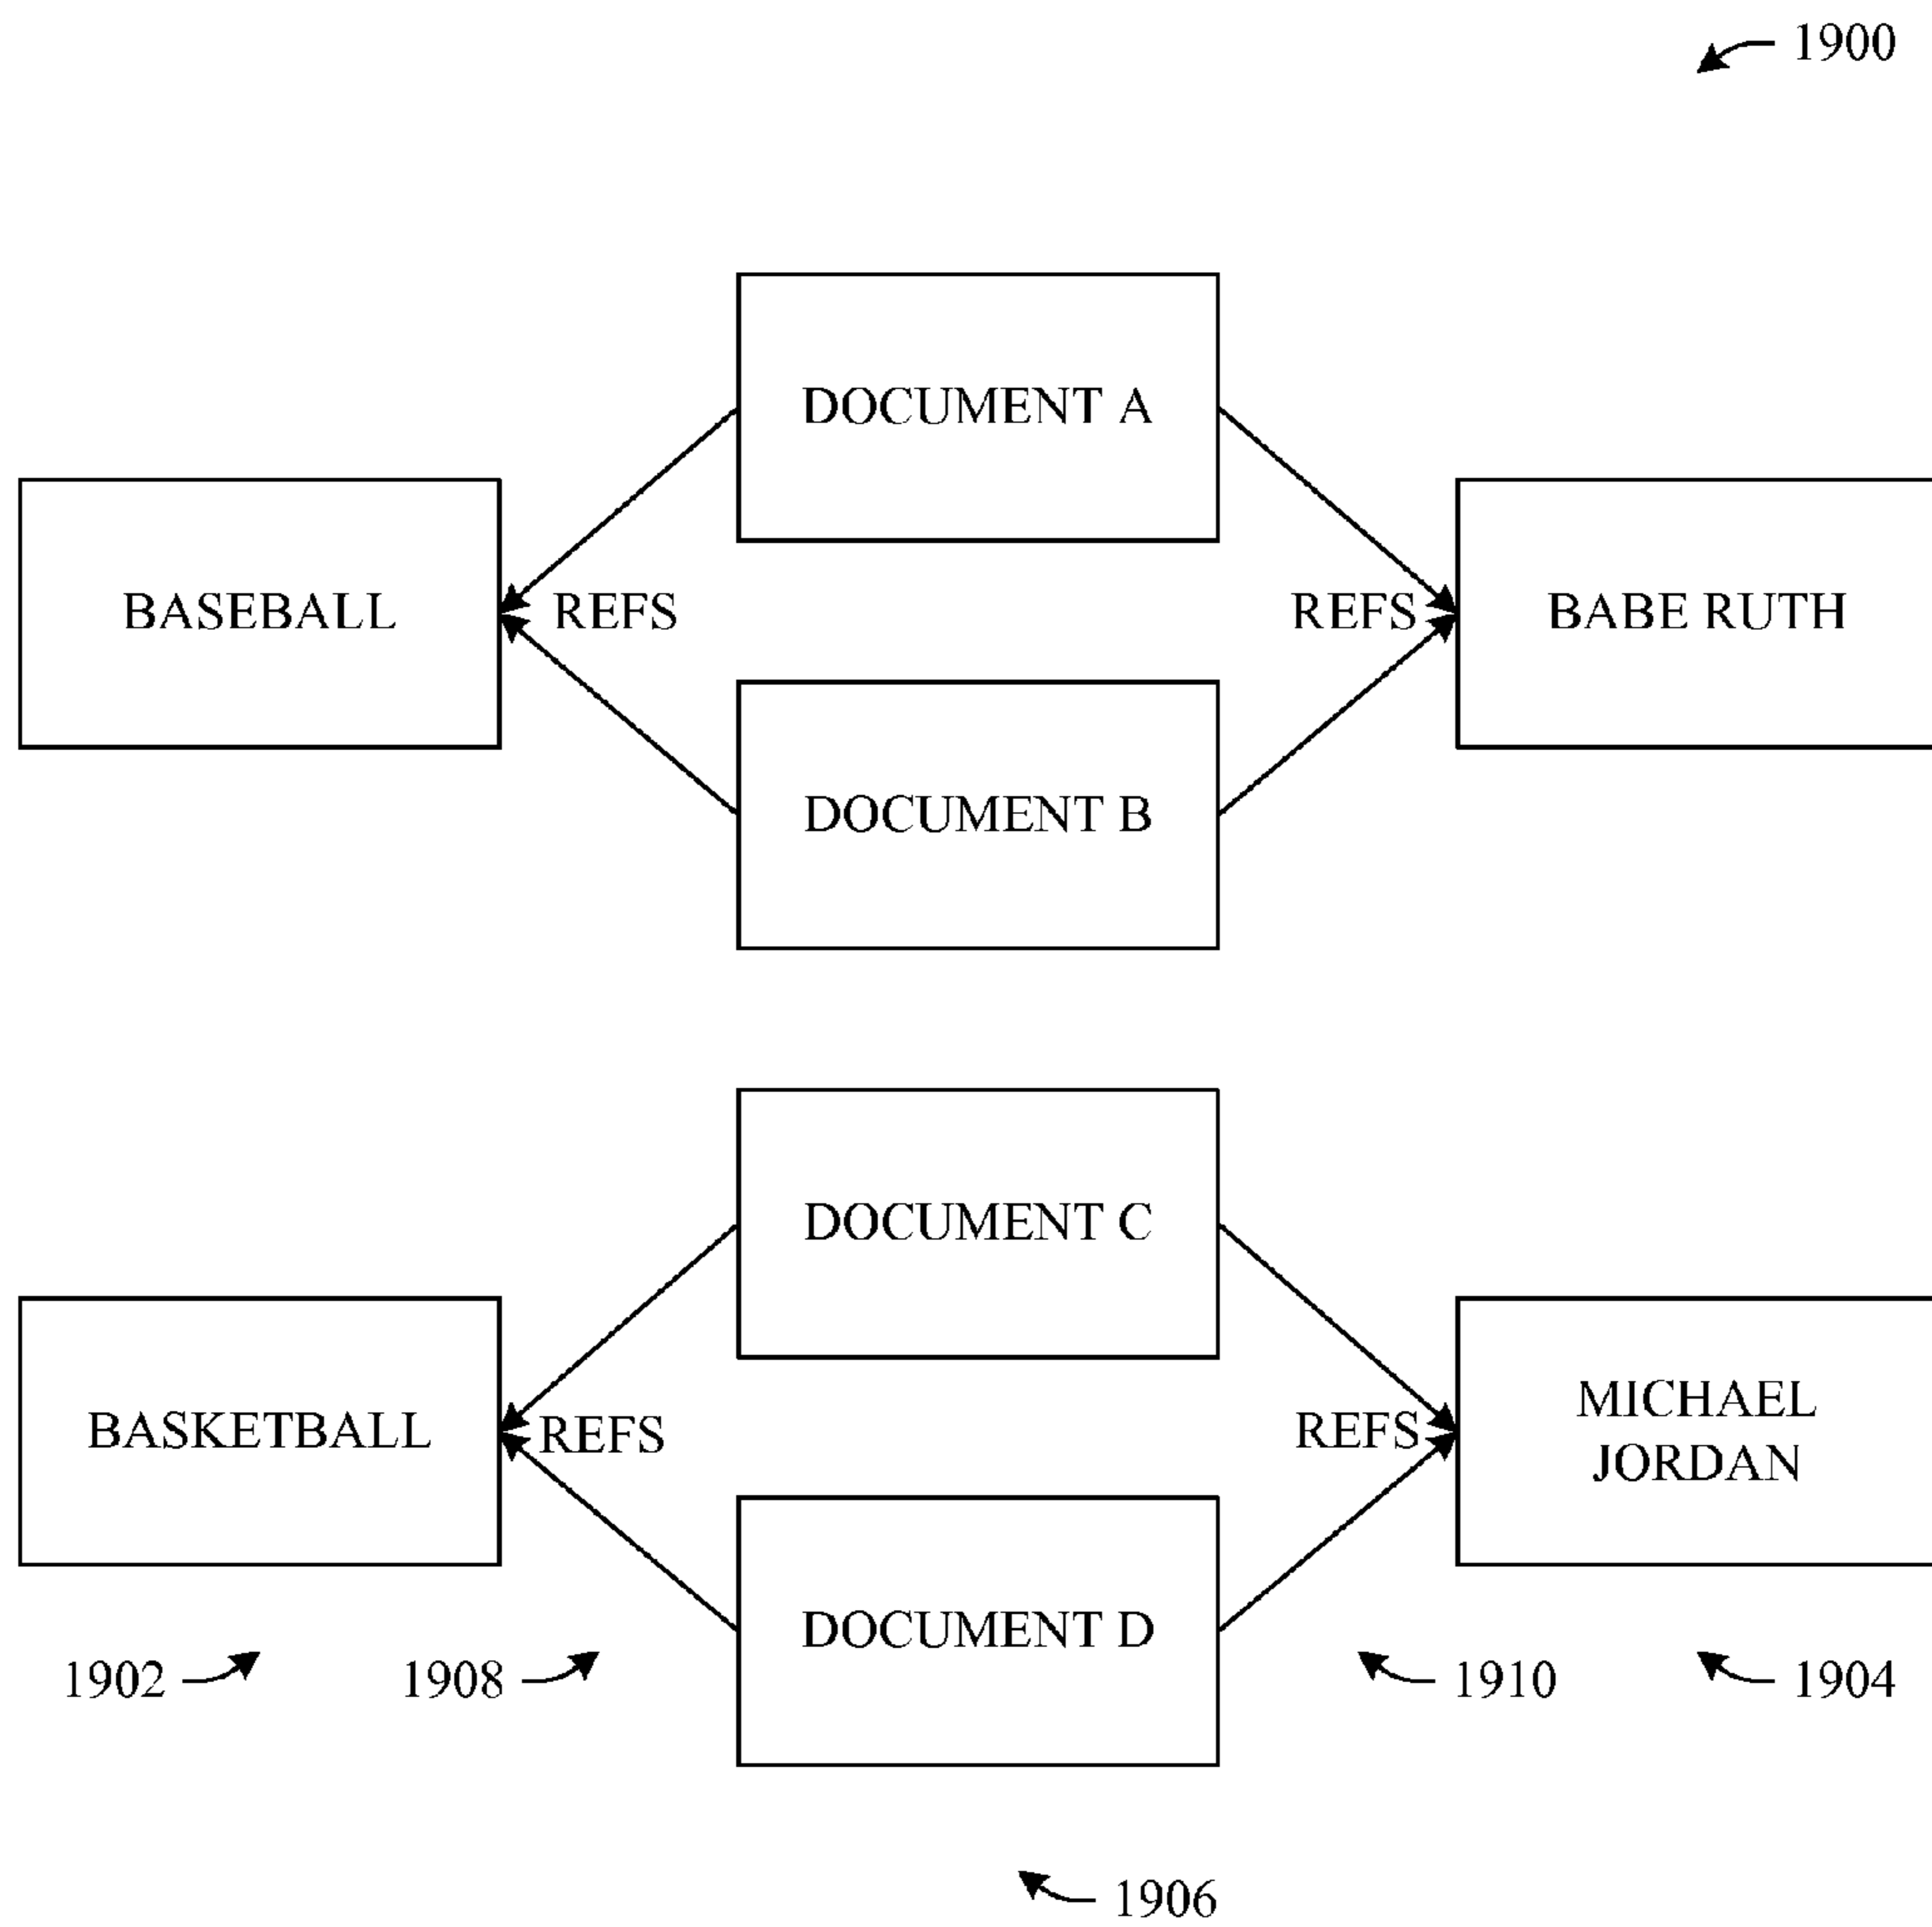 1900
DOCUMENT A
BASEBALL
REFS
REFS
BABE RUTH
DOCUMENT B
DOCUMENT C
BASKETBALL
REFS
REFS
MICHAEL
JORDAN
DOCUMENT D
1902
1908
1910
1904
1906